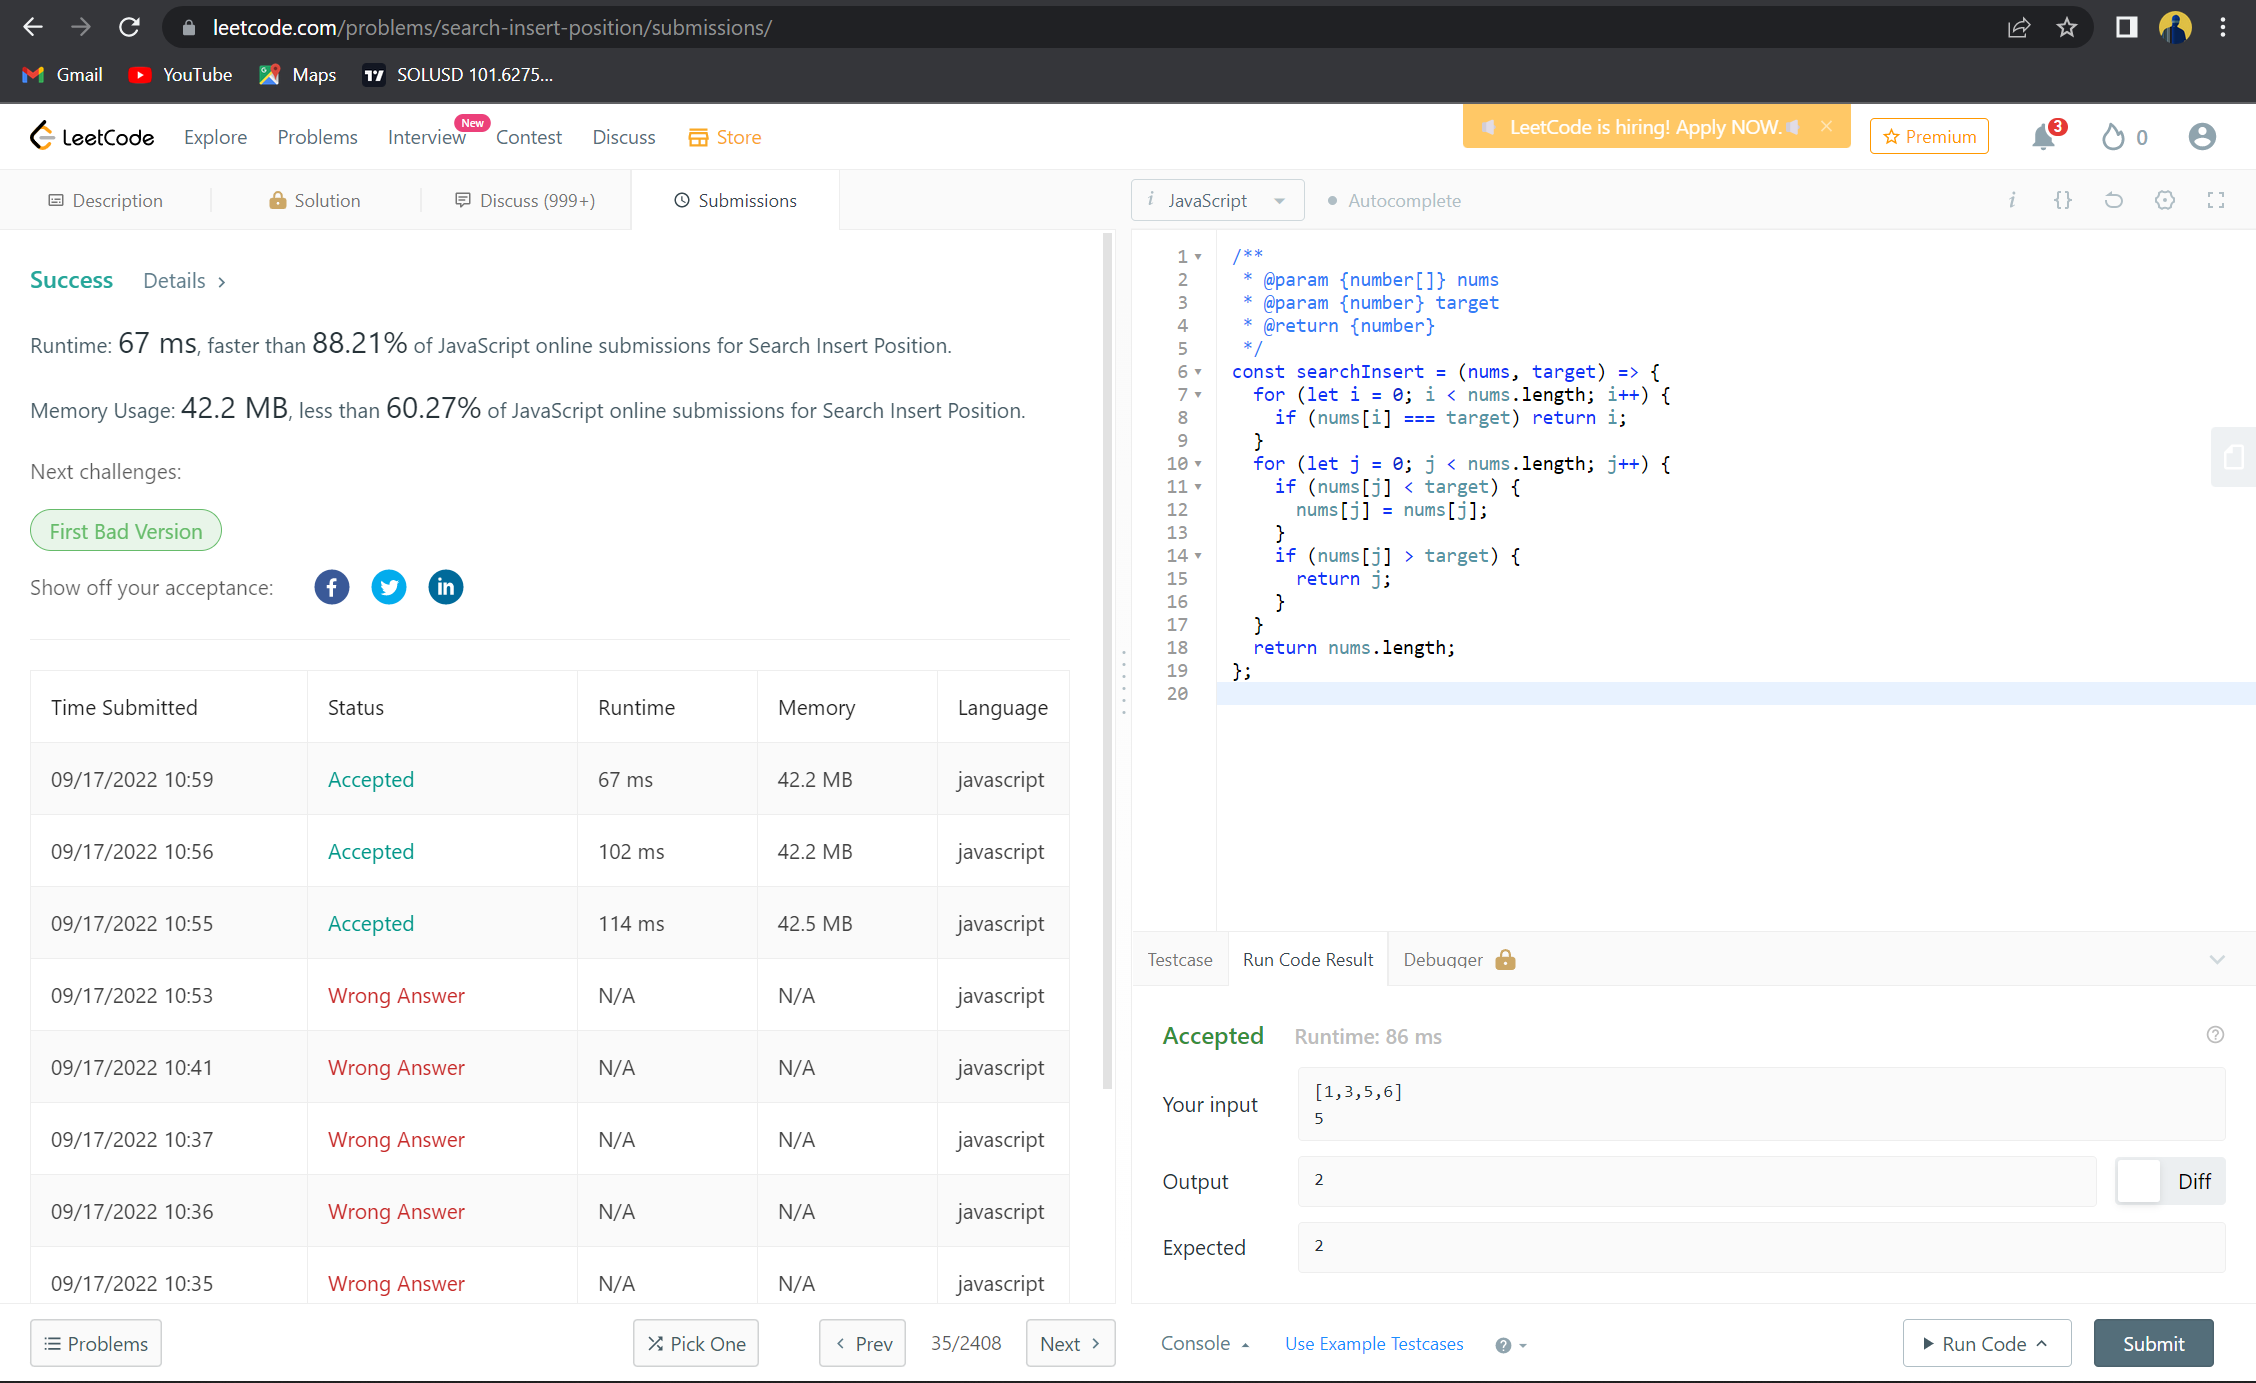 leetcode.com/problems/search-insert-position/submissions/
Gmail YouTube Maps SOLUSD 101.6275...
LeetCode Explore Problems Interview New Contest Discuss Store LeetCode is hiring! Apply NOW. Premium 3 0
Description Solution Discuss (999+) Submissions
Success Details
Runtime: 67 ms, faster than 88.21% of JavaScript online submissions for Search Insert Position.
Memory Usage: 42.2 MB, less than 60.27% of JavaScript online submissions for Search Insert Position.
Next challenges:
First Bad Version
Show off your acceptance:
Time Submitted Status Runtime Memory Language
09/17/2022 10:59 Accepted 67 ms 42.2 MB javascript
09/17/2022 10:56 Accepted 102 ms 42.2 MB javascript
09/17/2022 10:55 Accepted 114 ms 42.5 MB javascript
09/17/2022 10:53 Wrong Answer N/A N/A javascript
09/17/2022 10:41 Wrong Answer N/A N/A javascript
09/17/2022 10:37 Wrong Answer N/A N/A javascript
09/17/2022 10:36 Wrong Answer N/A N/A javascript
09/17/2022 10:35 Wrong Answer N/A N/A javascript
Problems Pick One Prev 35/2408 Next
i JavaScript Autocomplete i {}
1 /**
2 * @param {number[]} nums
3 * @param {number} target
4 * @return {number}
5 */
6 const searchInsert = (nums, target) => {
7 for (let i = 0; i < nums.length; i++) {
8 if (nums[i] === target) return i;
9 }
10 for (let j = 0; j < nums.length; j++) {
11 if (nums[j] < target) {
12 nums[j] = nums[j];
13 }
14 if (nums[j] > target) {
15 return j;
16 }
17 }
18 return nums.length;
19 };
20
Testcase Run Code Result Debugger
Accepted Runtime: 86 ms
Your input
[1,3,5,6]
5
Output 2 Diff
Expected 2
Console Use Example Testcases Run Code Submit